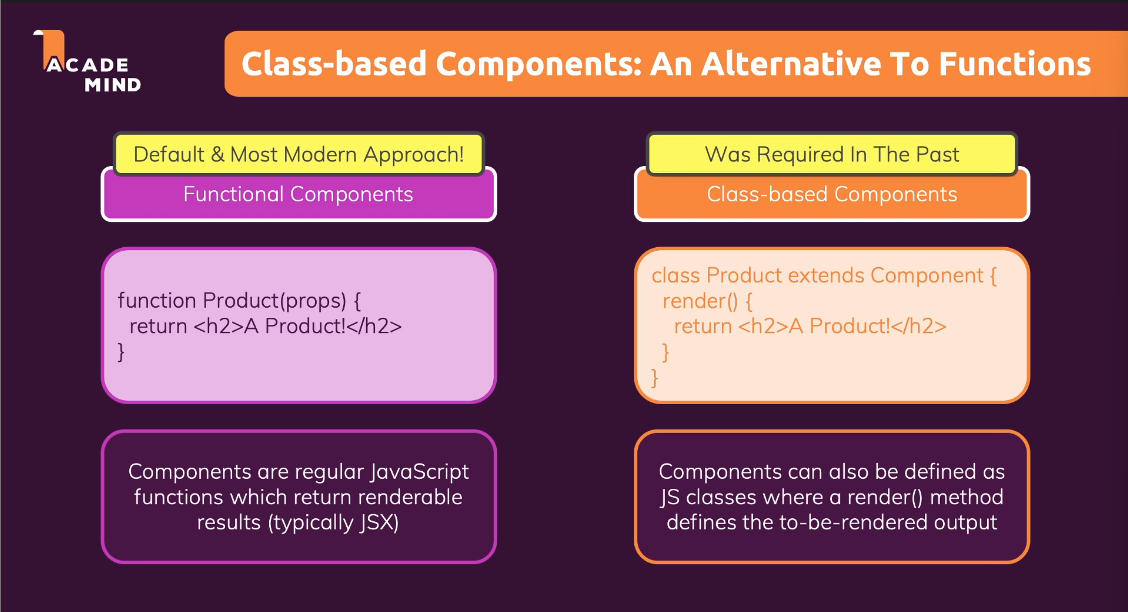 ACADE
MIND
Class-based Components: An Alternative To Functions
Default & Most Modern Approach!
Functional Components
function Product(props) {
return <h2>A Product!</h2>
}
Components are regular JavaScript
functions which return renderable
results (typically JSX)
Was Required In The Past
Class-based Components
class Product extends Component {
render() {
return <h2>A Product!</h2>
}
}
Components can also be defined as
JS classes where a render() method
defines the to-be-rendered output